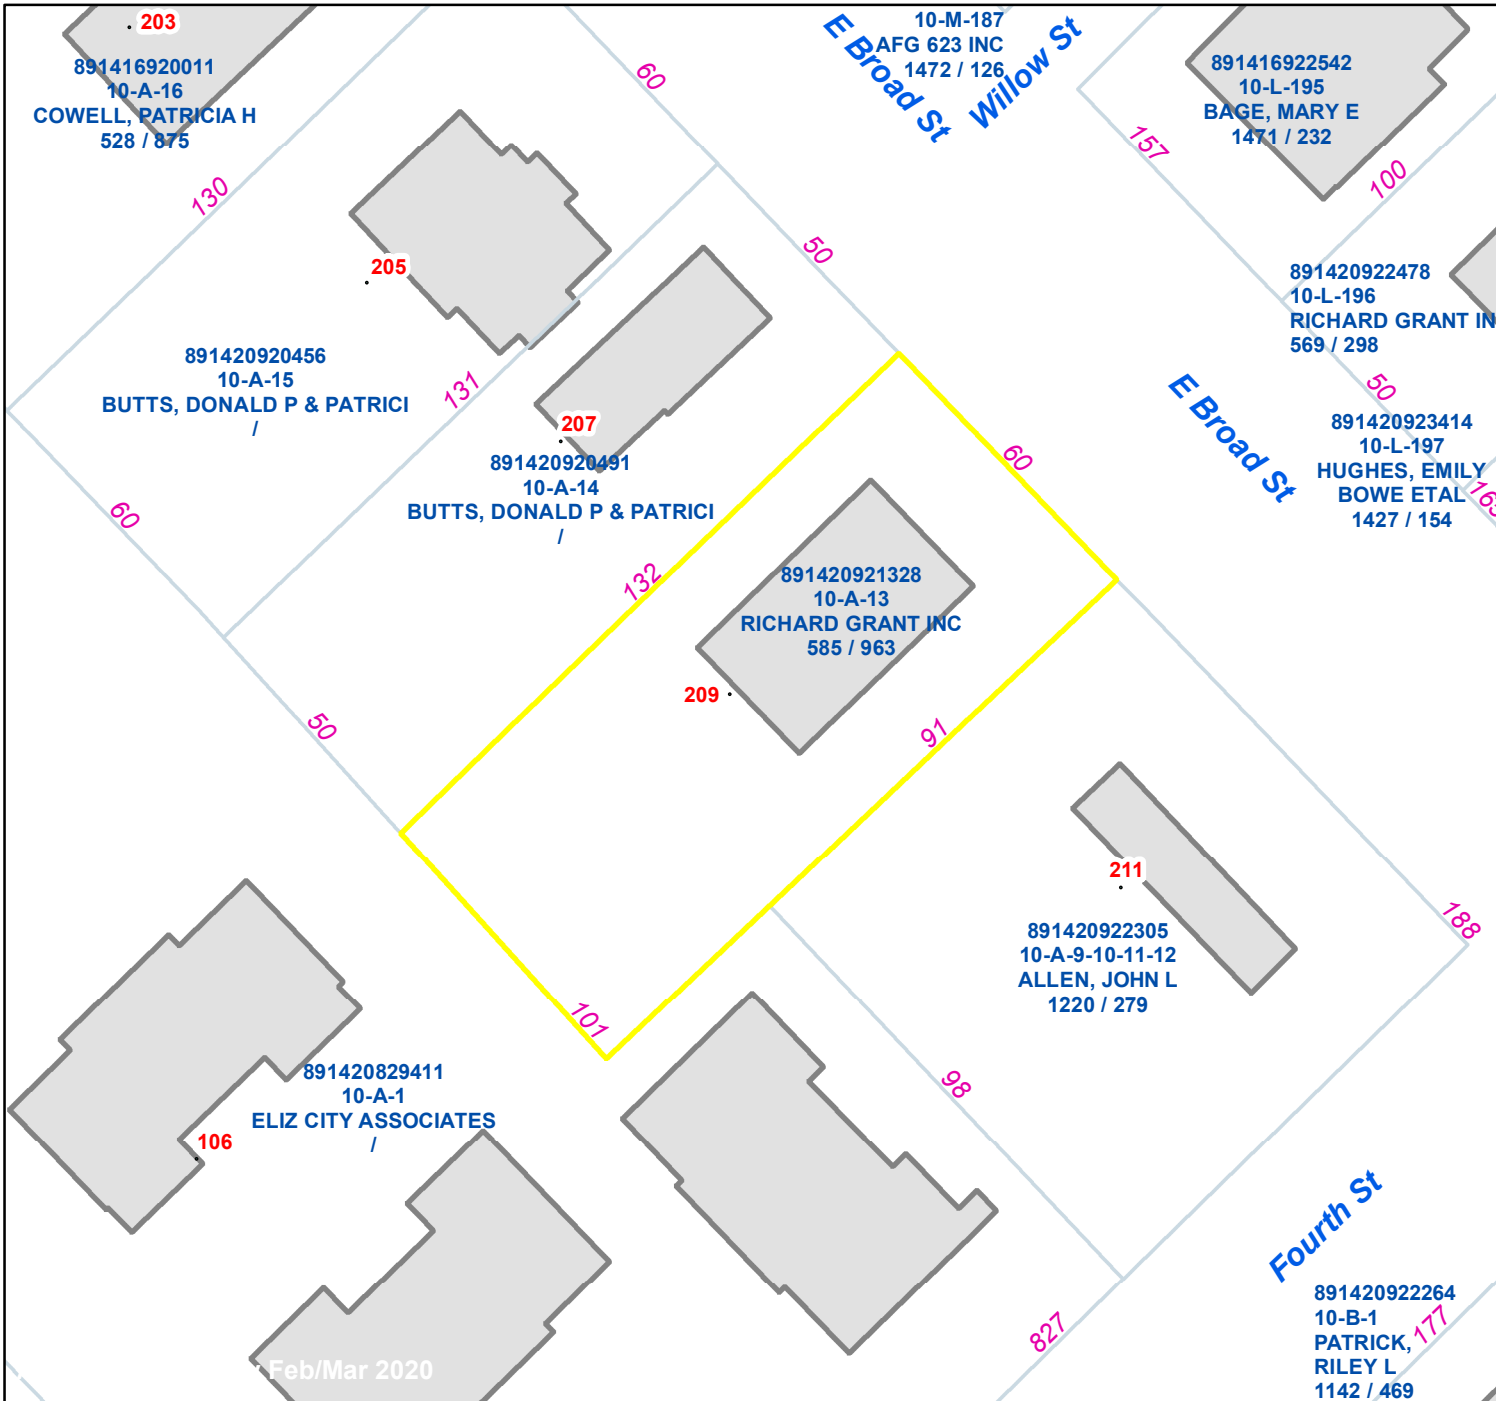 203
891416920011
10-A-16
COWELL, PATRICIA H
528 / 875
130
60
10-M-187
AFG 623 INC
1472 / 126
E Broad St
Willow St
157
891416922542
10-L-195
BAGE, MARY E
1471 / 232
100
205
891420920456
10-A-15
BUTTS, DONALD P & PATRICI
/
131
50
207
891420920491
10-A-14
BUTTS, DONALD P & PATRICI
/
891420922478
10-L-196
RICHARD GRANT IN
569 / 298
50
E Broad St
891420923414
10-L-197
HUGHES, EMILY
BOWE ETAL
1427 / 154
60
60
132
891420921328
10-A-13
RICHARD GRANT INC
585 / 963
209
50
91
211
891420922305
10-A-9-10-11-12
ALLEN, JOHN L
1220 / 279
188
101
98
891420829411
10-A-1
ELIZ CITY ASSOCIATES
/
106
Fourth St
827
891420922264
10-B-1
PATRICK,
RILEY L
1142 / 469
177
Feb/Mar 2020